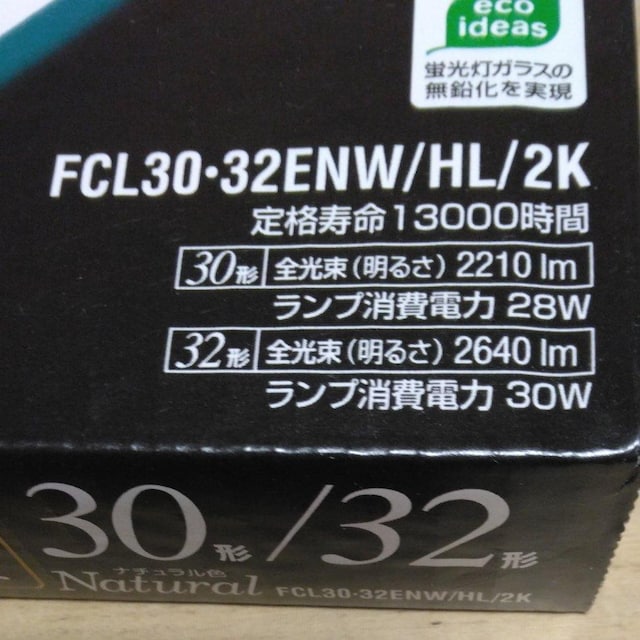 eco
ideas
蛍光灯ガラスの
無鉛化を実現
FCL30・32ENW/HL/2K
定格寿命13000時間
30形 全光束(明るさ) 2210 lm
ランプ消費電力 28W
32形 全光束(明るさ) 2640 lm
ランプ消費電力 30W
30形/32形
ナチュラル色
Natural FCL30・32ENW/HL/2K